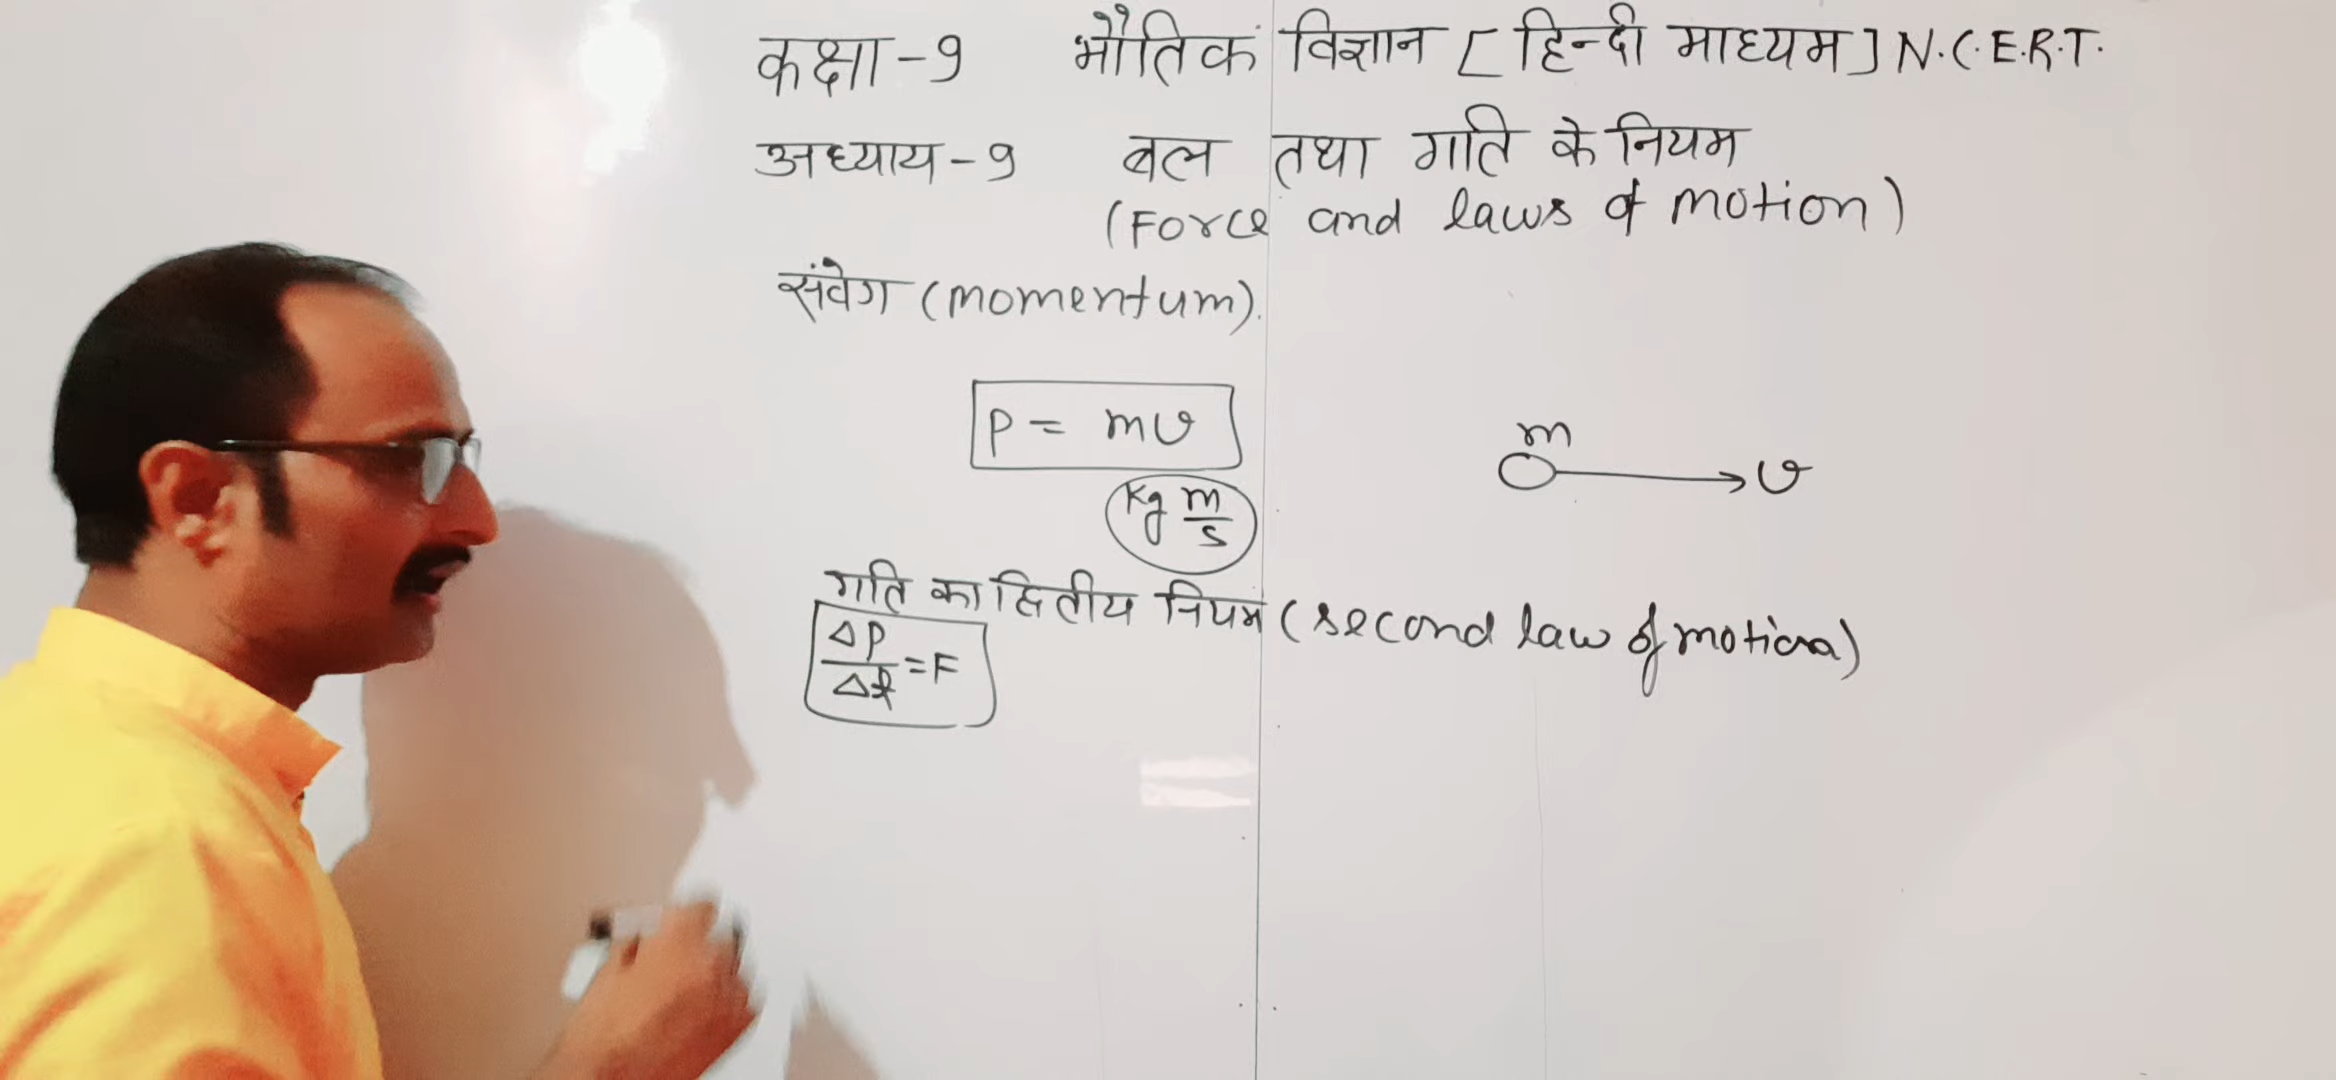 कक्षा-9 भौतिक विज्ञान [हिन्दी माध्यम] N.C.E.R.T.
अध्याय-9 बल तथा गति के नियम
(Force and laws of motion)
संवेग (momentum).
P = mv
m
v
kg m/s
गति का द्वितीय नियम (second law of motion)
Δp/Δt = F